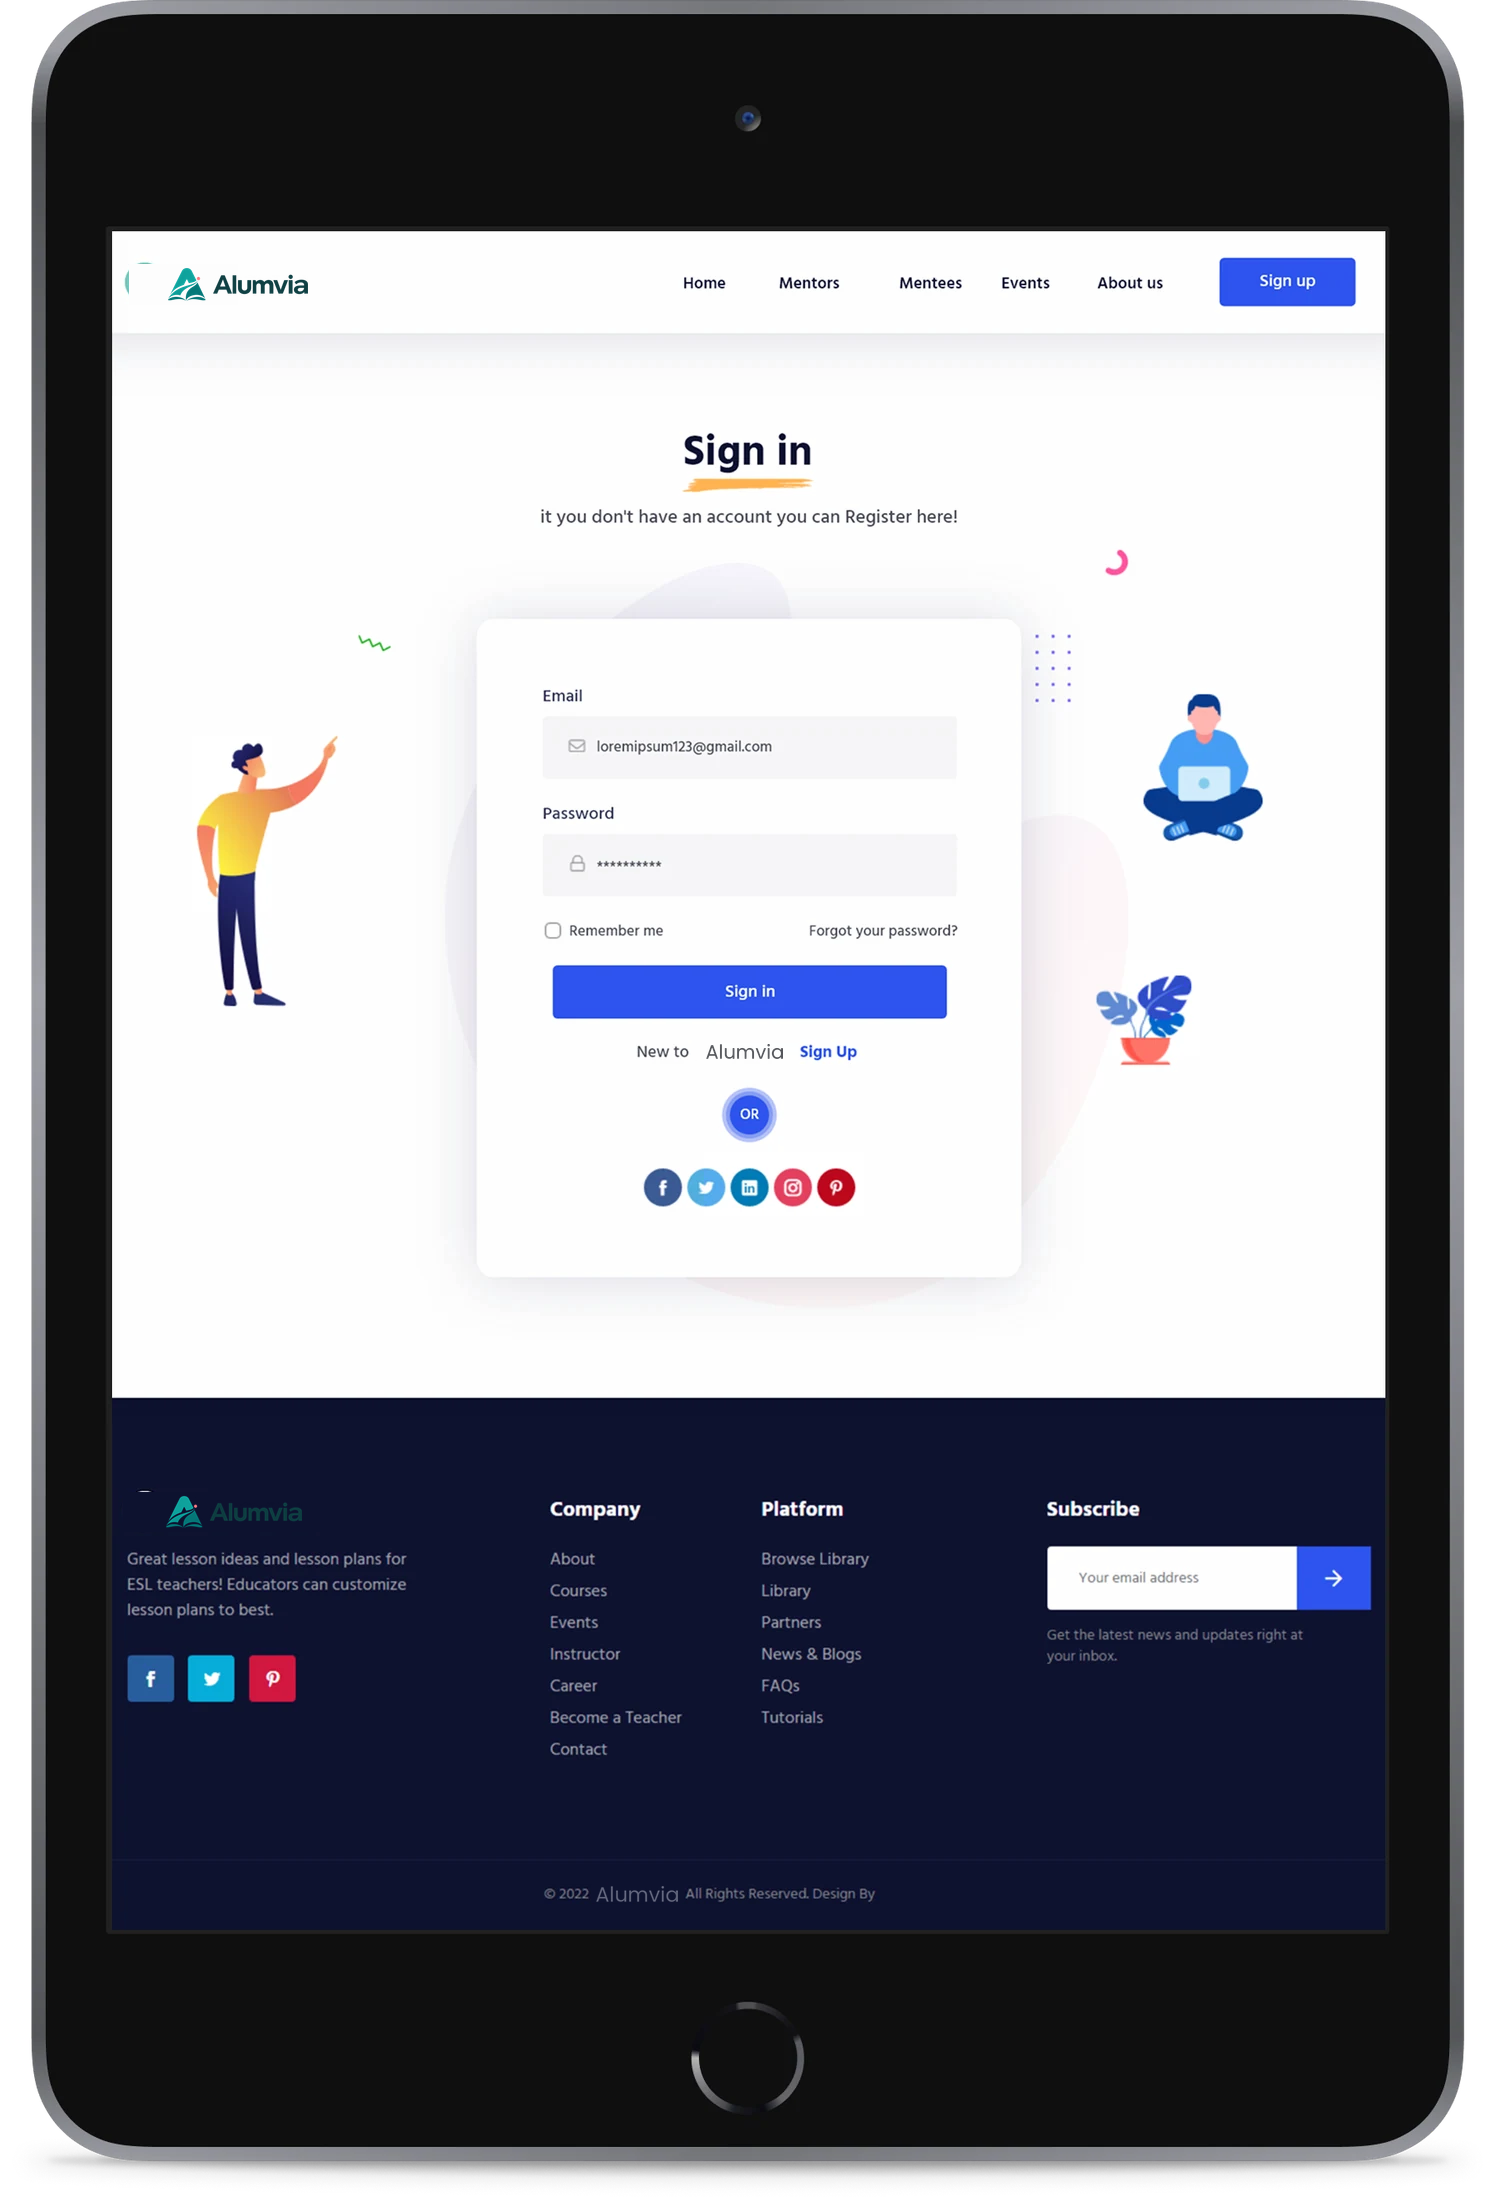 Alumvia
Home Mentors Mentees Events About us Sign up
Sign in
it you don't have an account you can Register here!
Email
loremipsum123@gmail.com
Password
**********
Remember me Forgot your password?
Sign in
New to Alumvia Sign Up
OR
Alumvia
Great lesson ideas and lesson plans for
ESL teachers! Educators can customize
lesson plans to best.
Company
About
Courses
Events
Instructor
Career
Become a Teacher
Contact
Platform
Browse Library
Library
Partners
News & Blogs
FAQs
Tutorials
Subscribe
Your email address
Get the latest news and updates right at
your inbox.
© 2022 Alumvia All Rights Reserved. Design By